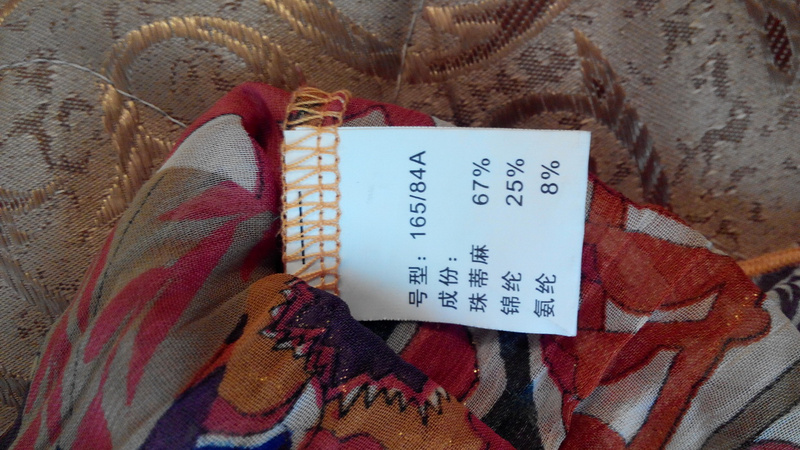 号型：165/84A
成份：
珠蒂麻 67%
锦纶 25%
氨纶 8%